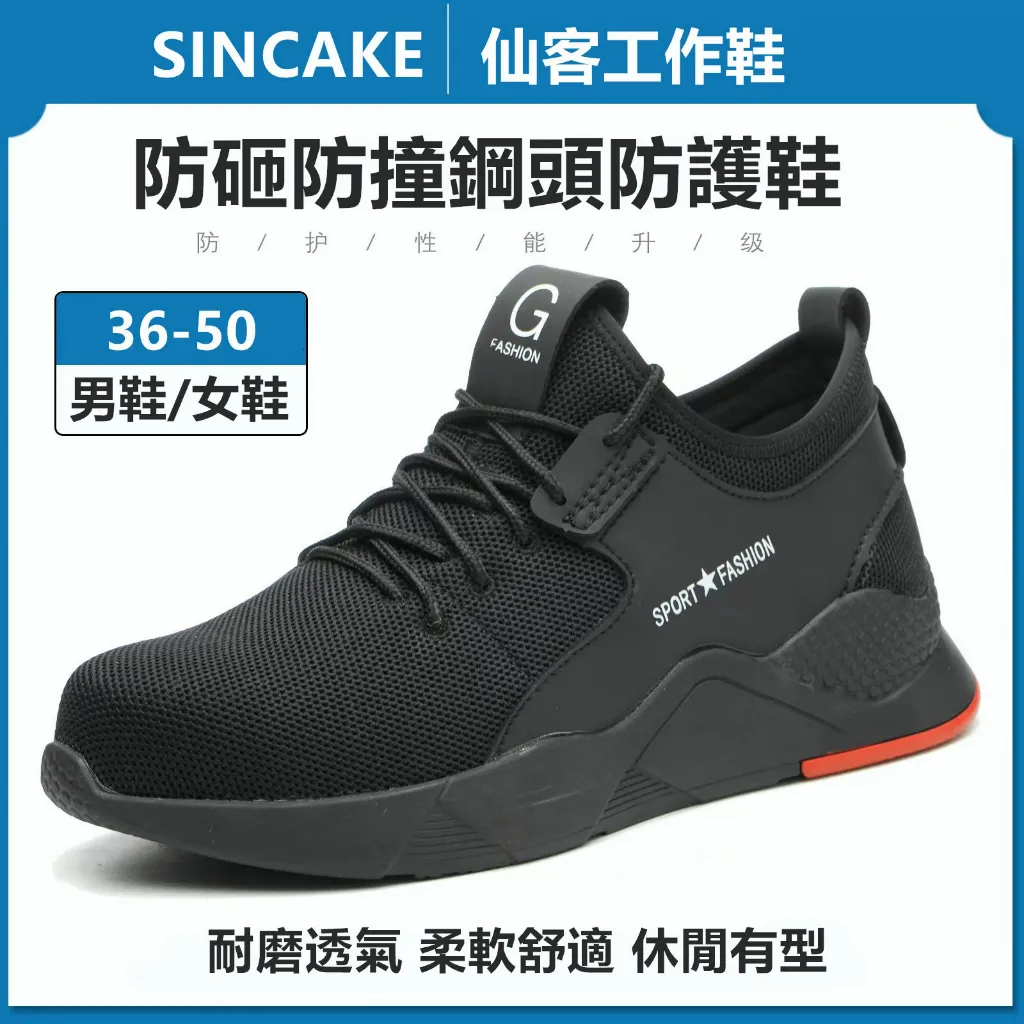 SINCAKE 仙客工作鞋
防砸防撞鋼頭防護鞋
防/护/性/能/升/级
36-50
男鞋/女鞋
G
FASHION
SPORT★FASHION
耐磨透氣 柔軟舒適 休閒有型